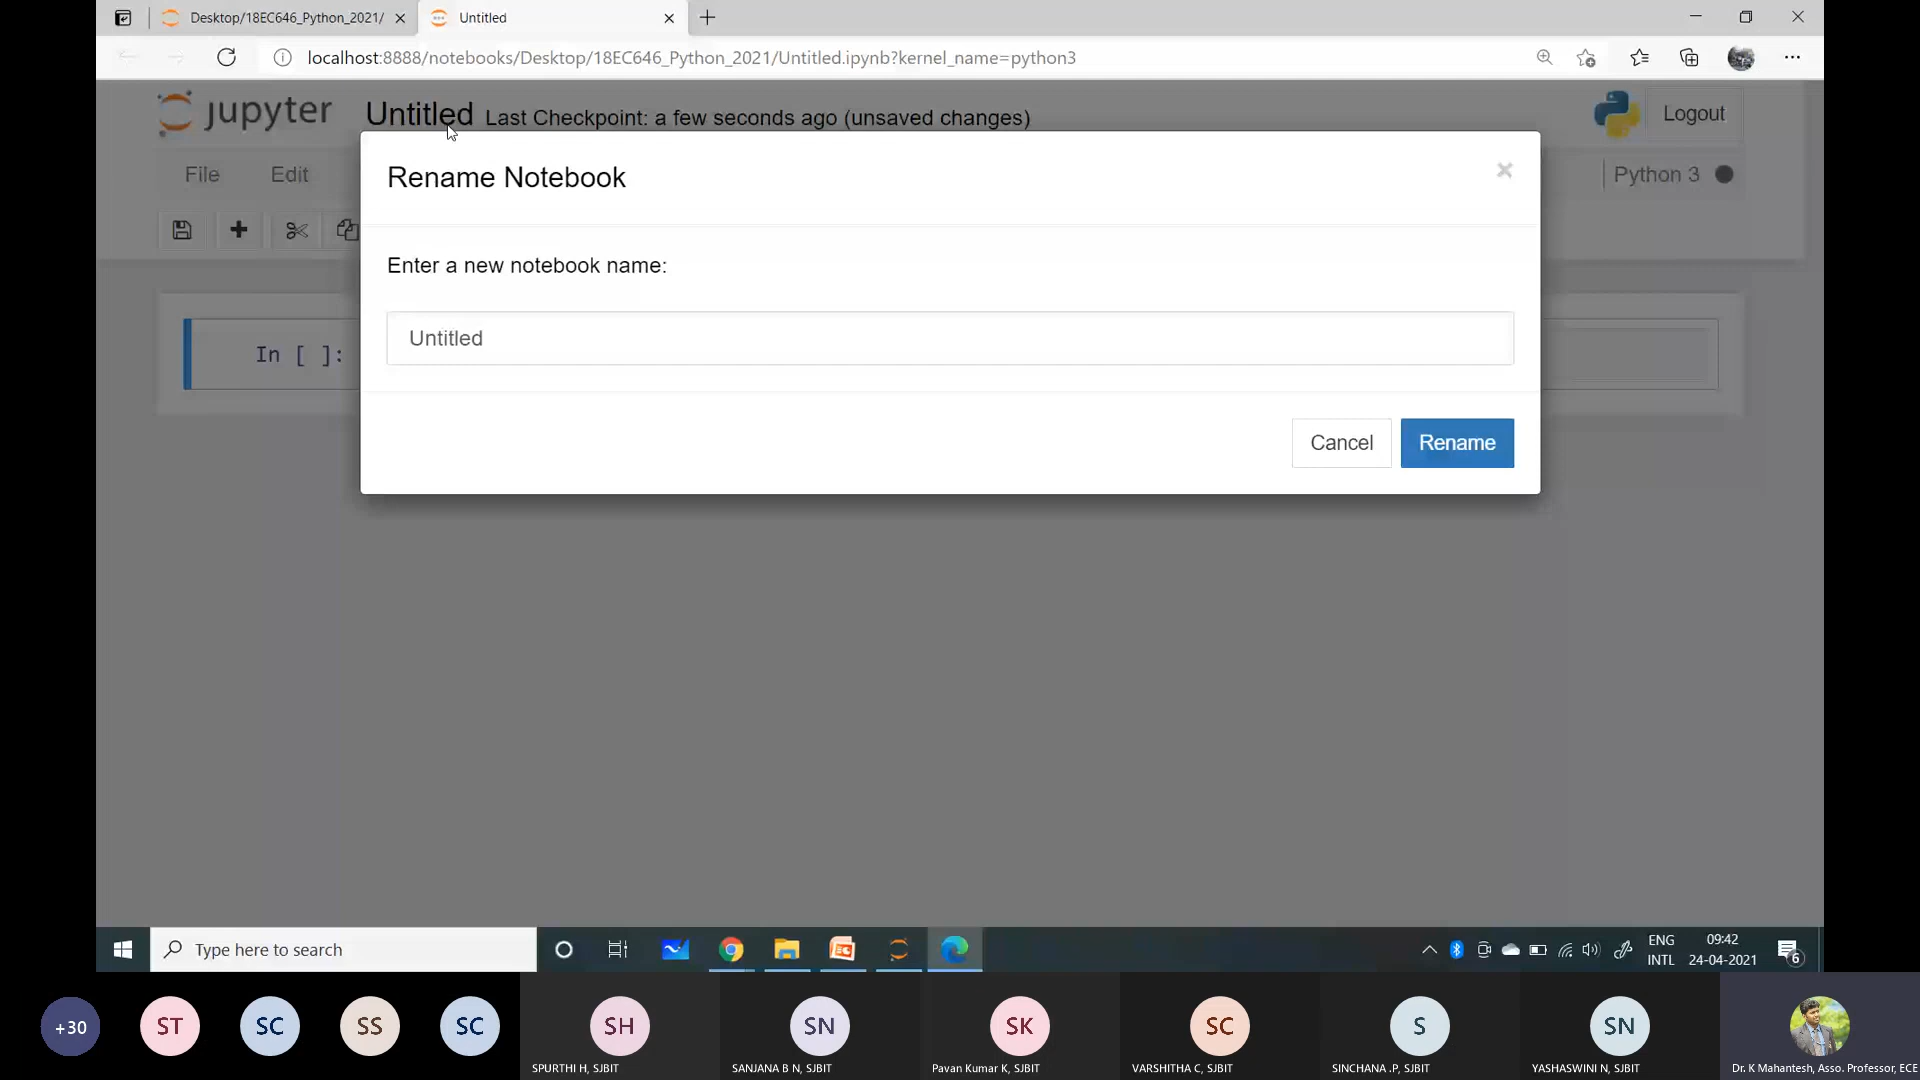 Desktop/18EC646_Python_2021/
Untitled
localhost:8888/notebooks/Desktop/18EC646_Python_2021/Untitled.ipynb?kernel_name=python3
jupyter Untitled Last Checkpoint: a few seconds ago (unsaved changes)
Logout
File Edit
Python 3
Rename Notebook
Enter a new notebook name:
Untitled
In [ ]:
Cancel Rename
Type here to search
ENG
INTL
09:42
24-04-2021
6
+30 ST SC SS SC SH SN SK SC S SN
SPURTHI H, SJBIT
SANJANA B N, SJBIT
Pavan Kumar K, SJBIT
VARSHITHA C, SJBIT
SINCHANA .P, SJBIT
YASHASWINI N, SJBIT
Dr. K Mahantesh, Asso. Professor, ECE